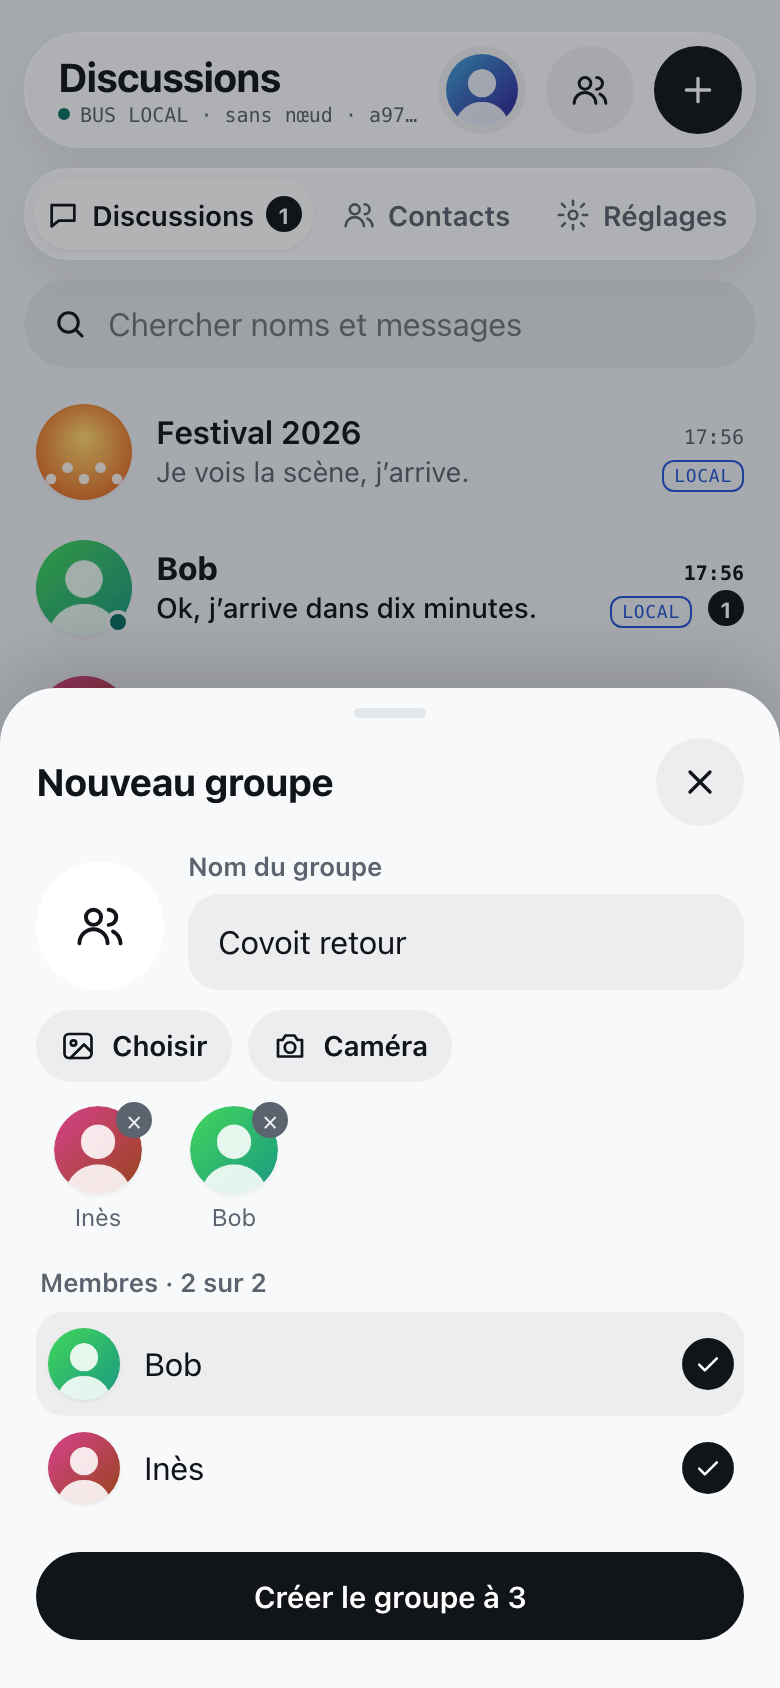 Discussions
BUS LOCAL · sans nœud · a97…
Discussions 1
Contacts
Réglages
Chercher noms et messages
Festival 2026
17:56
Je vois la scène, j’arrive.
LOCAL
Bob
17:56
Ok, j’arrive dans dix minutes.
LOCAL
1
Nouveau groupe
Nom du groupe
Covoit retour
Choisir
Caméra
Inès
Bob
Membres · 2 sur 2
Bob
Inès
Créer le groupe à 3